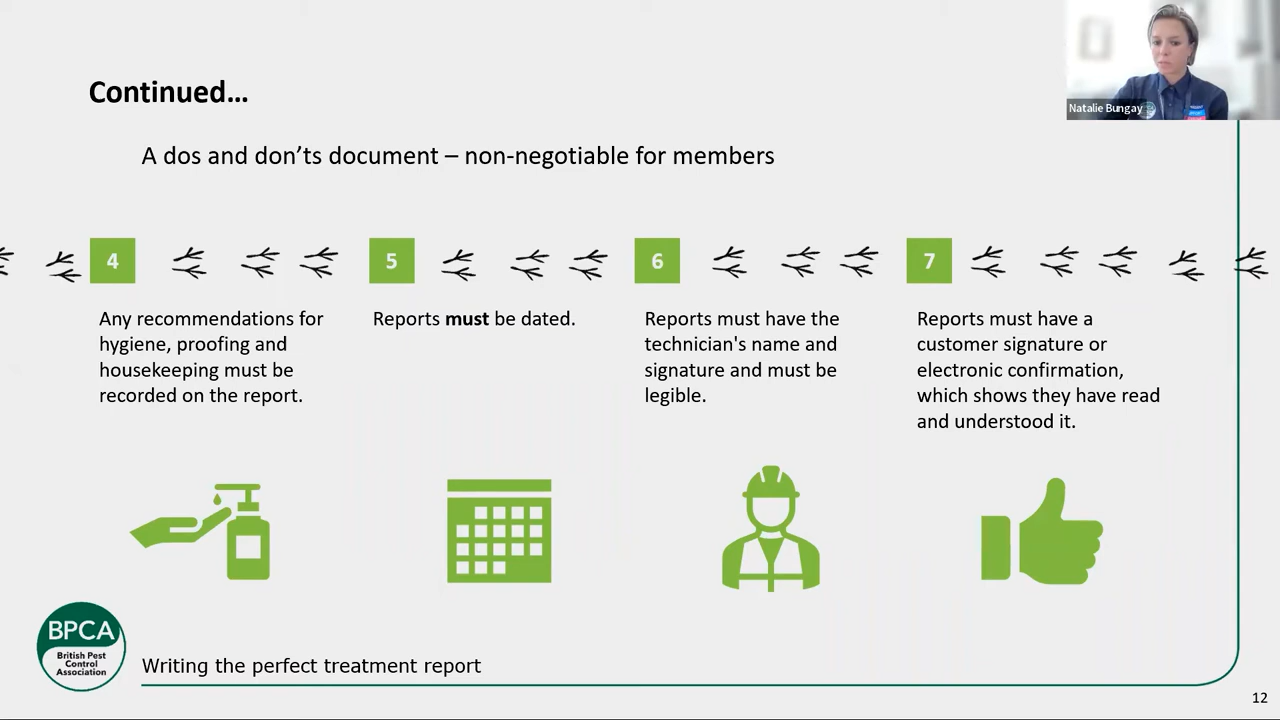 Continued…
Natalie Bungay
A dos and don'ts document – non-negotiable for members
4
5
6
7
Any recommendations for
hygiene, proofing and
housekeeping must be
recorded on the report.
Reports must be dated.
Reports must have the
technician's name and
signature and must be
legible.
Reports must have a
customer signature or
electronic confirmation,
which shows they have read
and understood it.
BPCA
British Pest
Control
Association
Writing the perfect treatment report
12